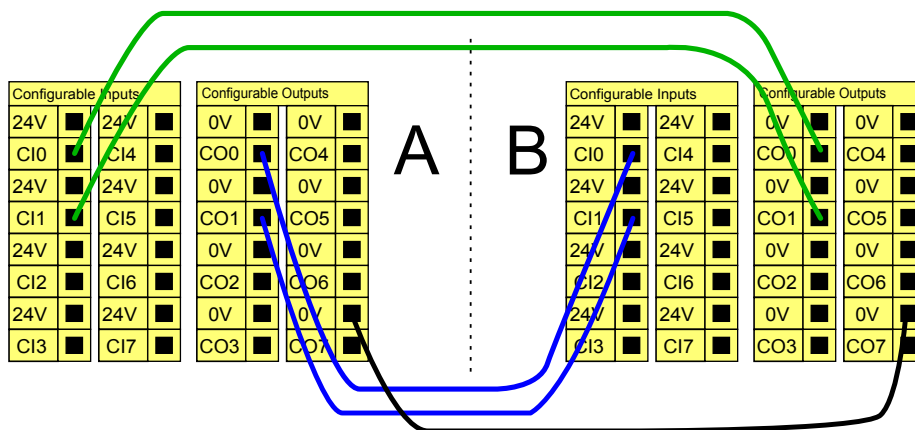 Configurable Inputs
24V 24V
CI0 CI4
24V 24V
CI1 CI5
24V 24V
CI2 CI6
24V 24V
CI3 CI7
Configurable Outputs
0V 0V
CO0 CO4
0V 0V
CO1 CO5
0V 0V
CO2 CO6
0V 0V
CO3 CO7
A
B
Configurable Inputs
24V 24V
CI0 CI4
24V 24V
CI1 CI5
24V 24V
CI2 CI6
24V 24V
CI3 CI7
Configurable Outputs
0V 0V
CO0 CO4
0V 0V
CO1 CO5
0V 0V
CO2 CO6
0V 0V
CO3 CO7